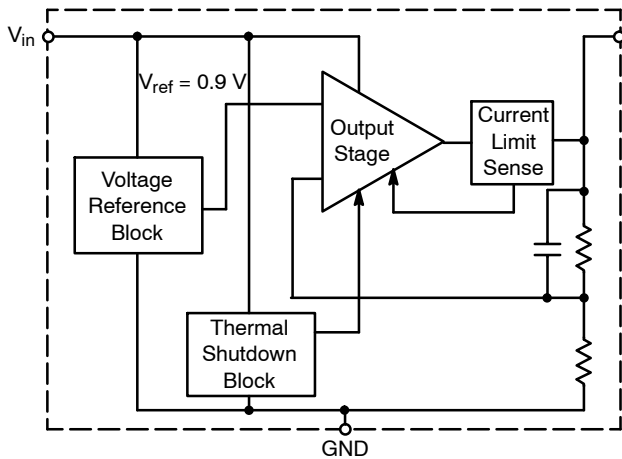 V_in
V_ref = 0.9 V
Output
Stage
Current
Limit
Sense
Voltage
Reference
Block
Thermal
Shutdown
Block
GND